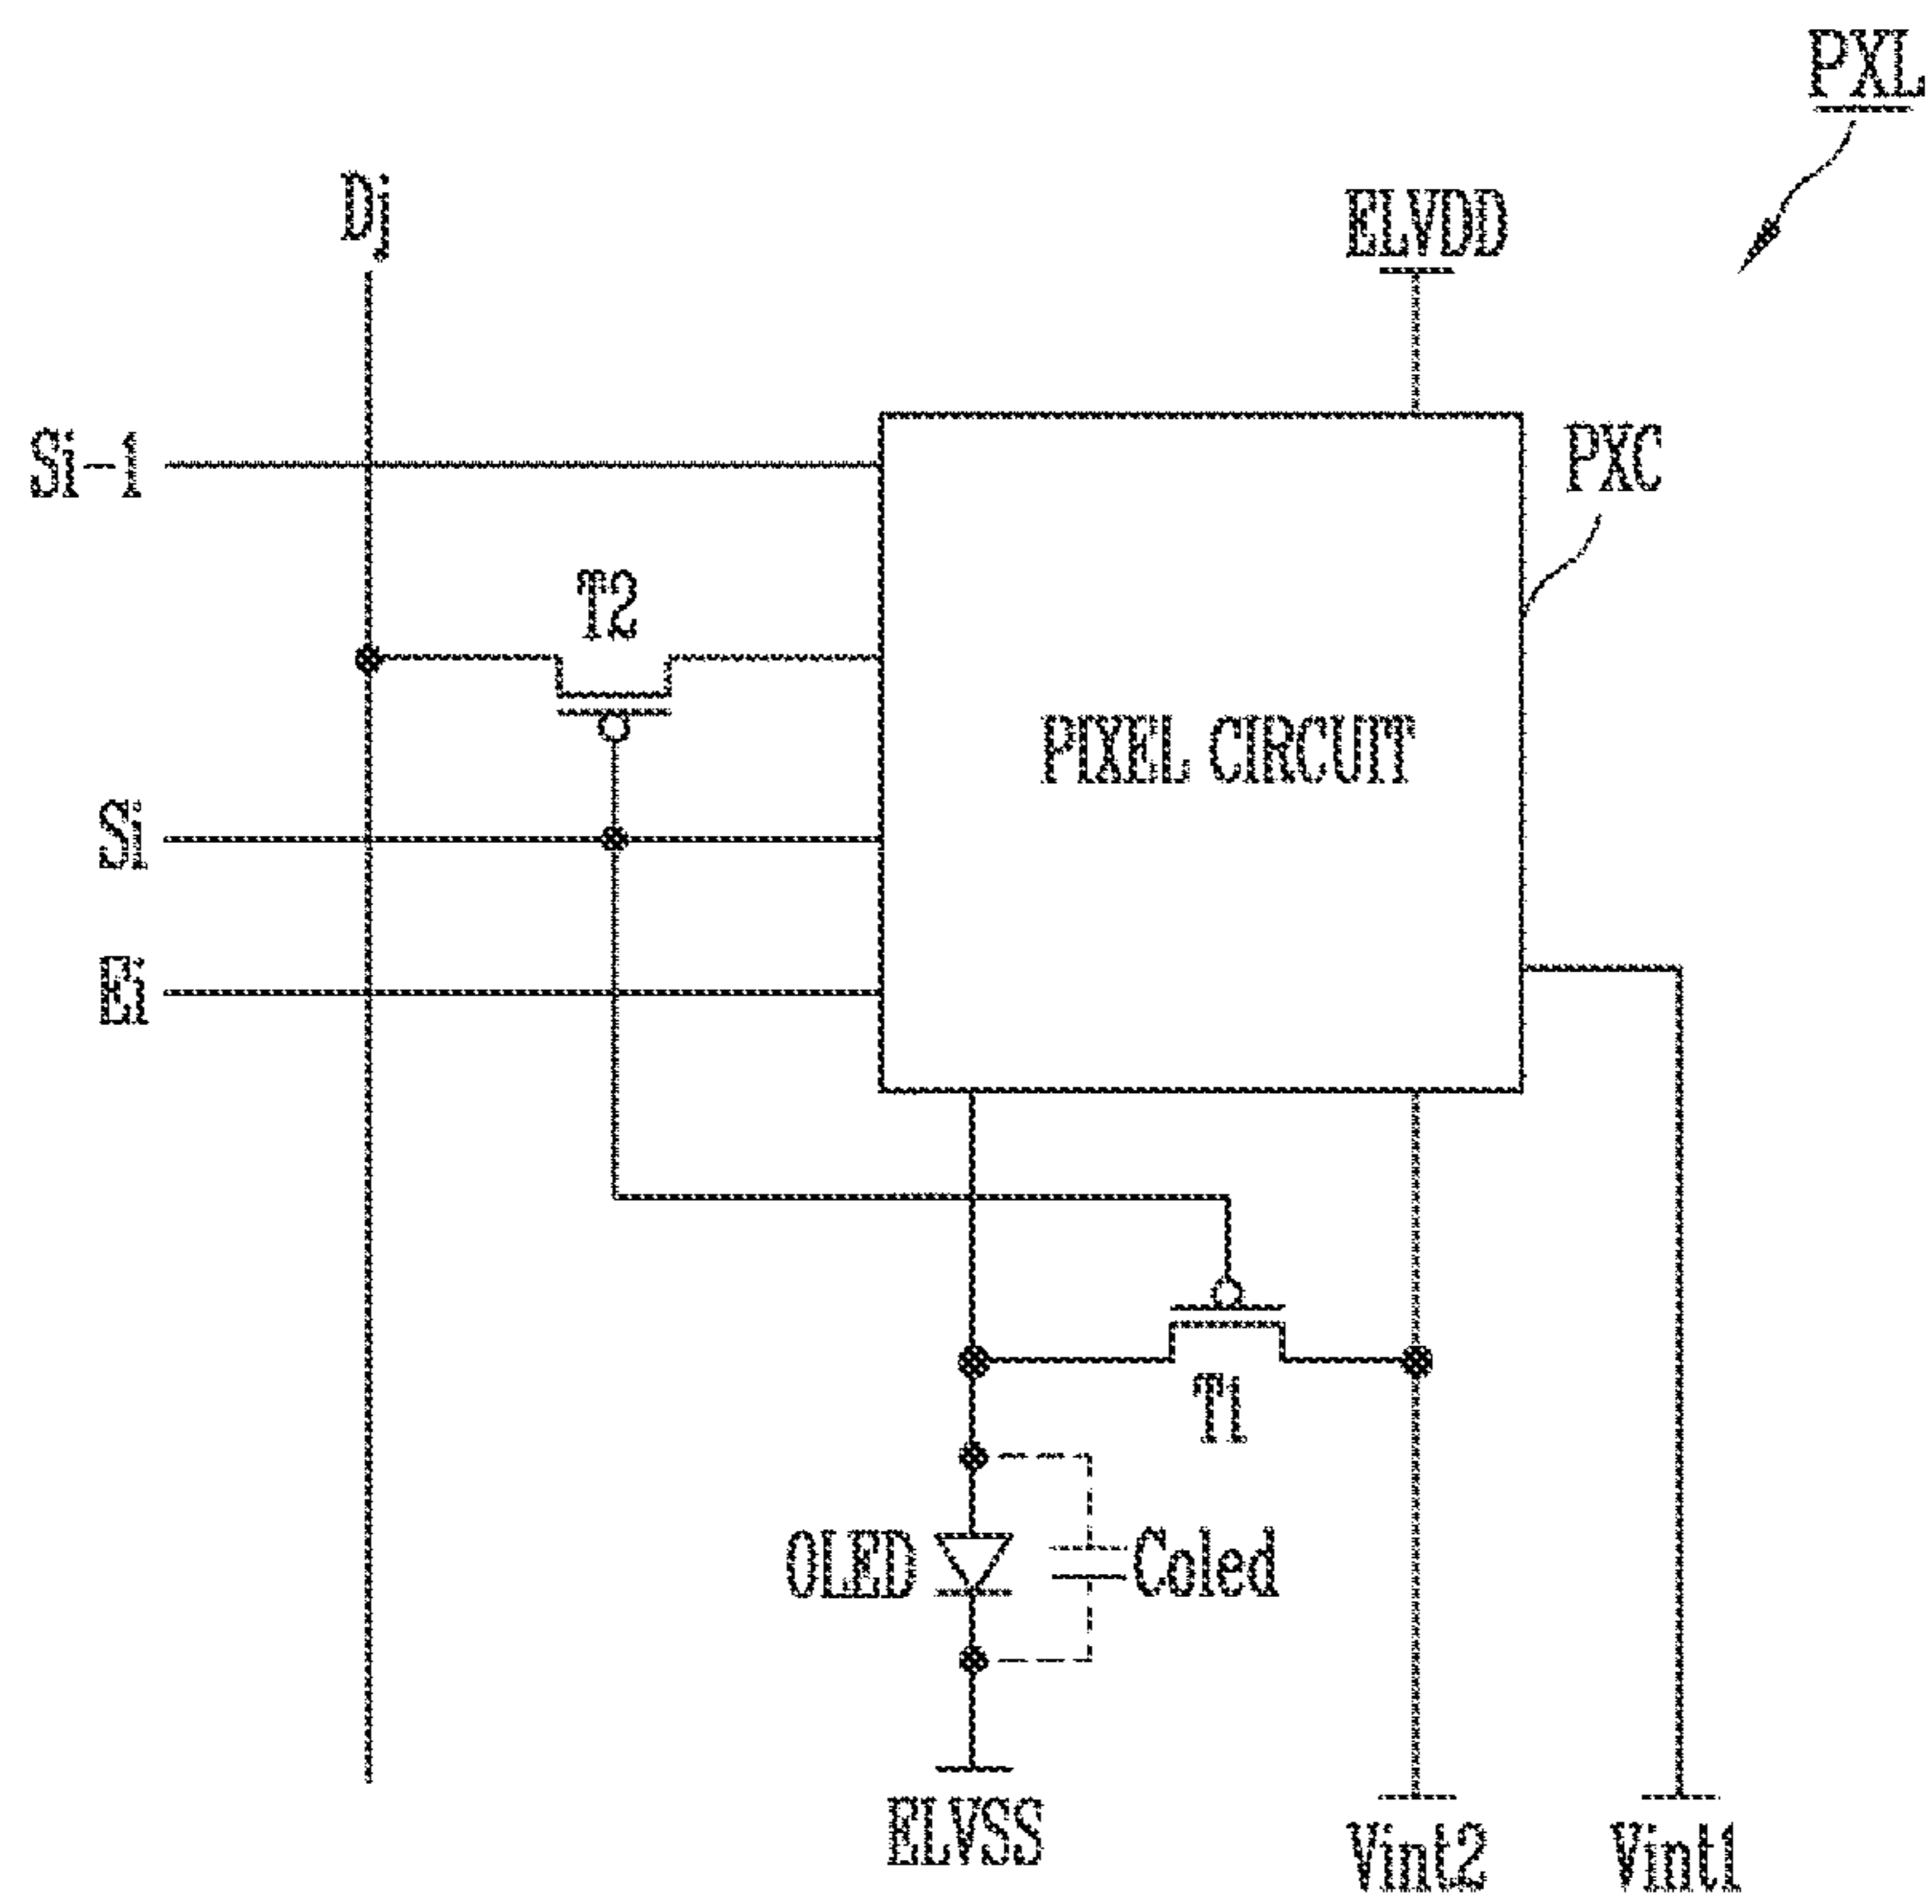 PXL
Dj
ELVDD
Si-1
PXC
T2
PIXEL CIRCUIT
Si
Ei
T1
OLED
Coled
ELVSS
Vint2
Vint1